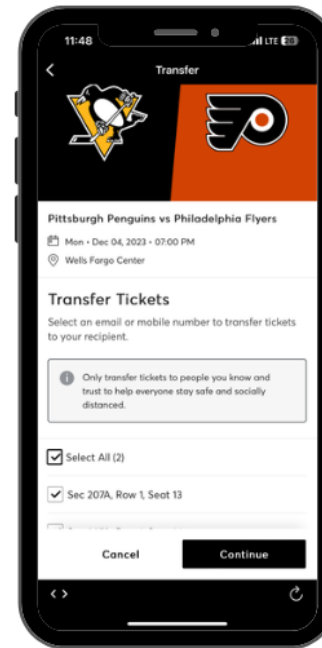 11:48
LTE 28
Transfer
Pittsburgh Penguins vs Philadelphia Flyers
Mon • Dec 04, 2023 • 07:00 PM
Wells Fargo Center
Transfer Tickets
Select an email or mobile number to transfer tickets
to your recipient.
Only transfer tickets to people you know and
trust to help everyone stay safe and socially
distanced.
Select All (2)
Sec 207A, Row 1, Seat 13
Cancel
Continue